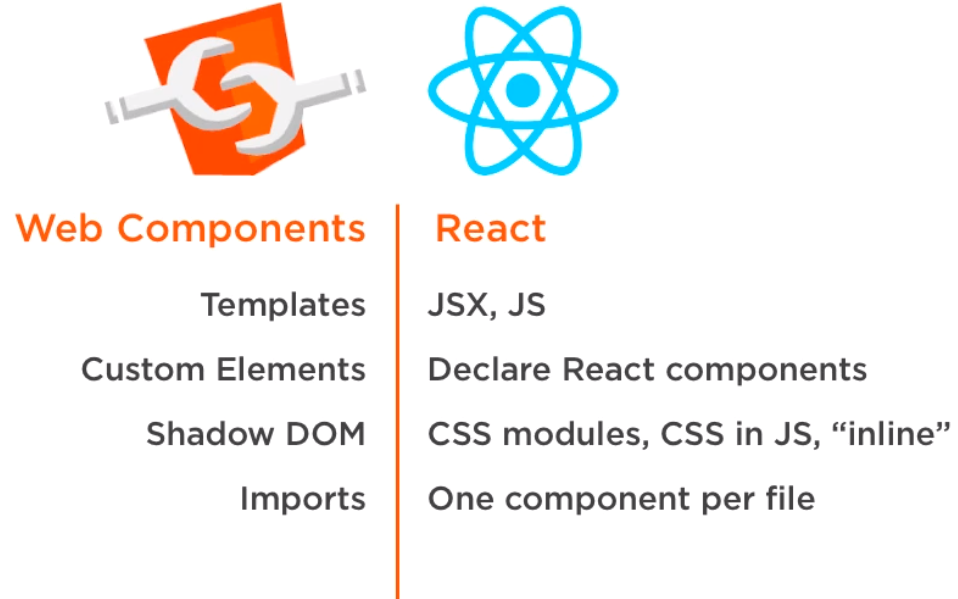 Web Components React
Templates JSX, JS
Custom Elements Declare React components
Shadow DOM CSS modules, CSS in JS, “inline”
Imports One component per file